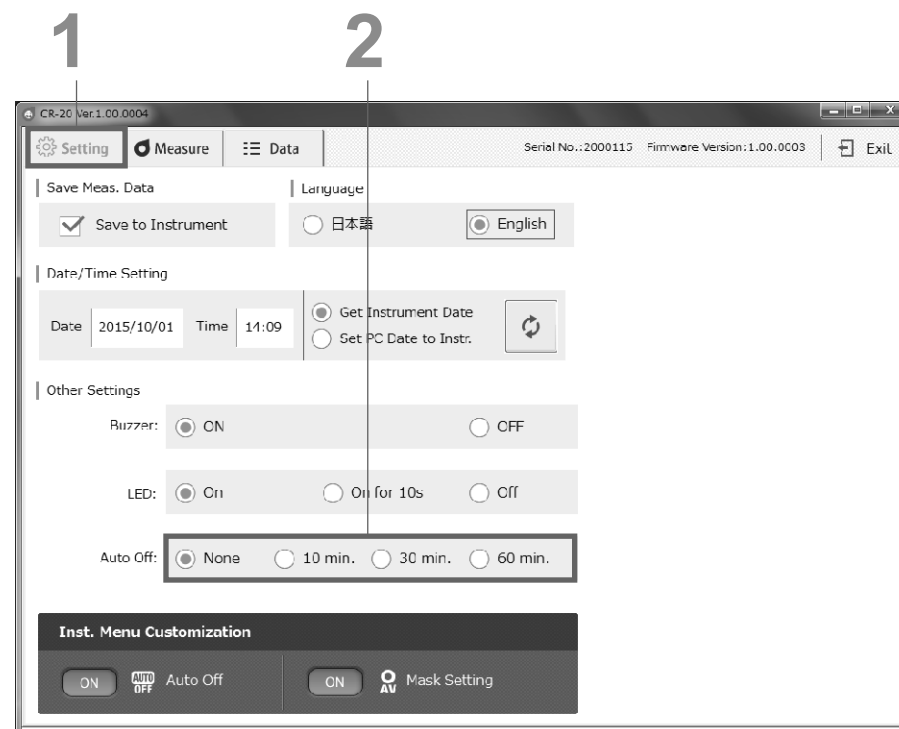 1 2
CR-20 Ver.1.00.0004
Setting Measure Data Serial No.:2000115 Firmware Version:1.00.0003 Exit
Save Meas. Data Language
Save to Instrument 日本語 English
Date/Time Setting
Date 2015/10/01 Time 14:09 Get Instrument Date
Set PC Date to Instr.
Other Settings
Buzzer: ON OFF
LED: On On for 10s Off
Auto Off: None 10 min. 30 min. 60 min.
Inst. Menu Customization
ON AUTO OFF Auto Off ON AV Mask Setting